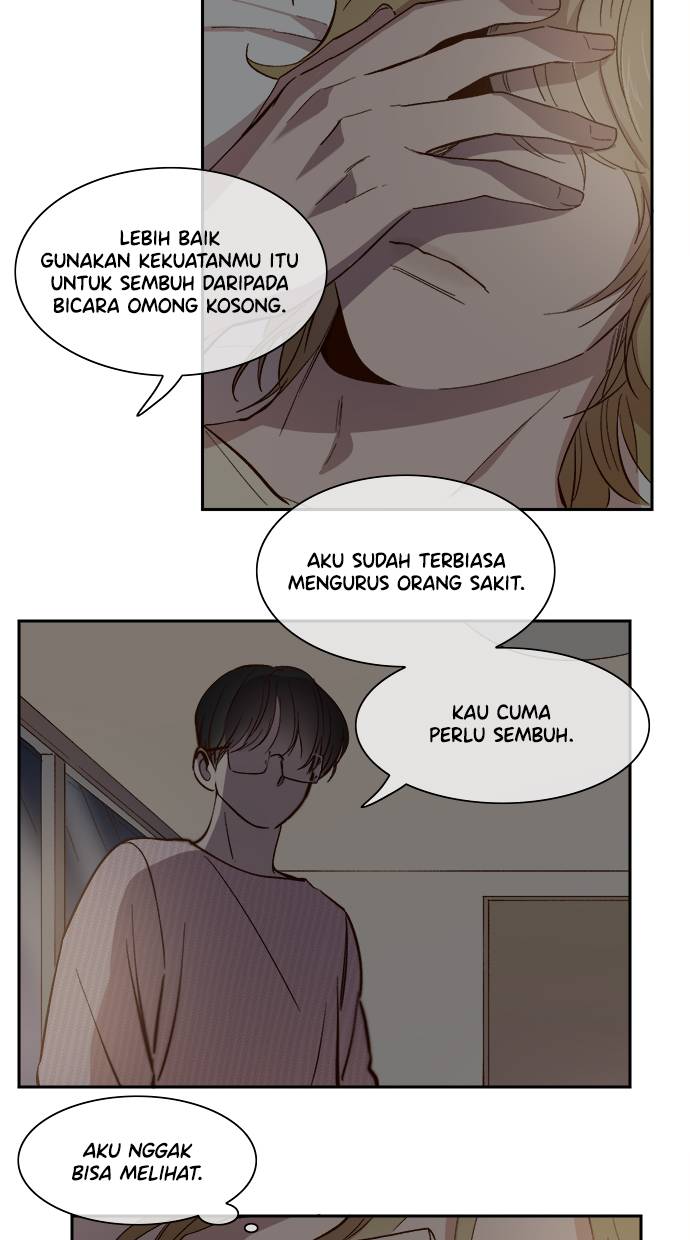 LEBIH BAIK
GUNAKAN KEKUATANMU ITU
UNTUK SEMBUH DARIPADA
BICARA OMONG KOSONG.
AKU SUDAH TERBIASA
MENGURUS ORANG SAKIT.
KAU CUMA
PERLU SEMBUH.
AKU NGGAK
BISA MELIHAT.